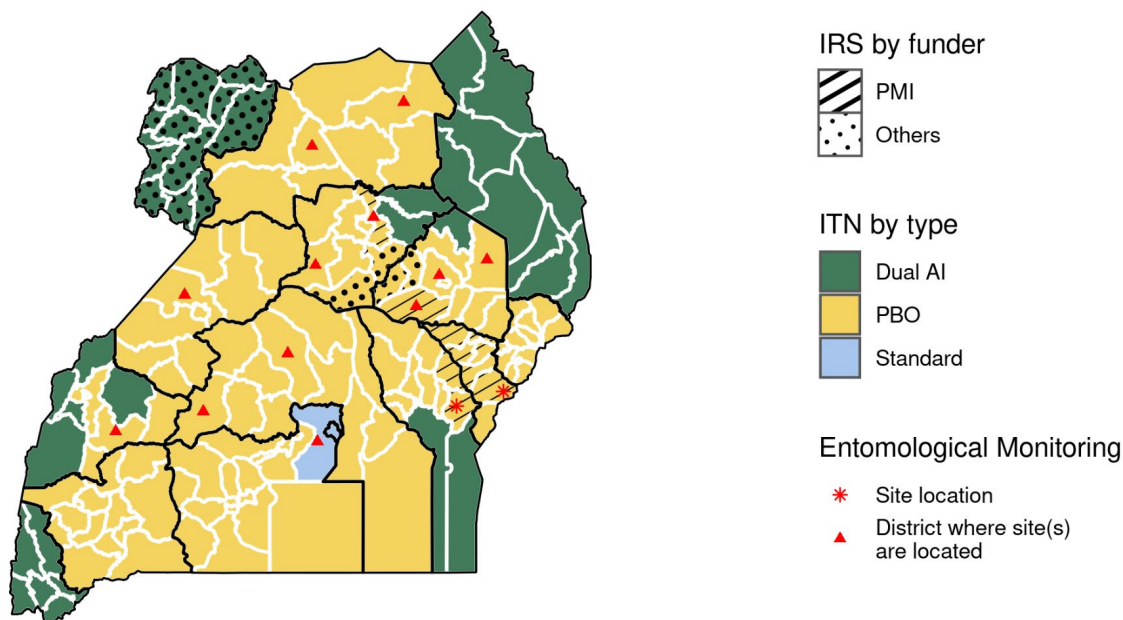 IRS by funder
PMI
Others
ITN by type
Dual AI
PBO
Standard
Entomological Monitoring
Site location
District where site(s)
are located